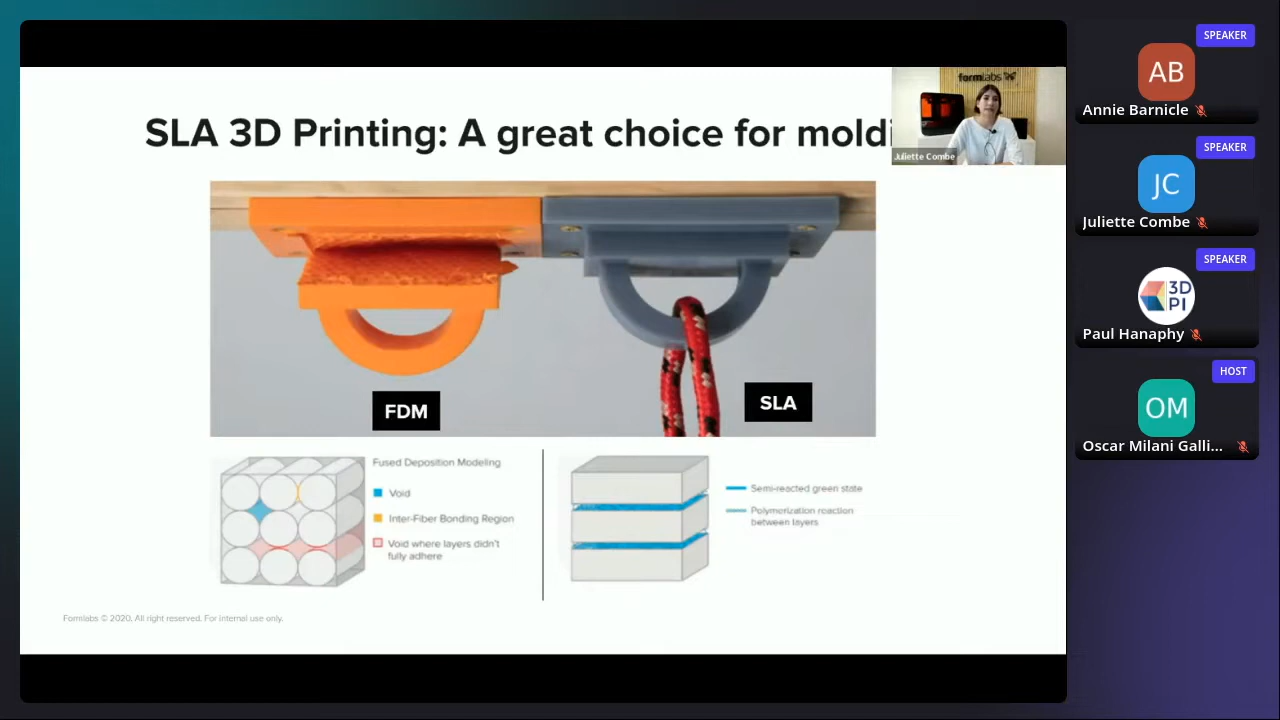 SLA 3D Printing: A great choice for moldi
formlabs
Juliette Combe
FDM
SLA
Fused Deposition Modeling
Void
Inter-Fiber Bonding Region
Void where layers didn't
fully adhere
Semi-reacted green state
Polymerization reaction
between layers
Formlabs © 2020. All right reserved. For internal use only.
SPEAKER
AB
Annie Barnicle
SPEAKER
JC
Juliette Combe
SPEAKER
3D
PI
Paul Hanaphy
HOST
OM
Oscar Milani Galli...